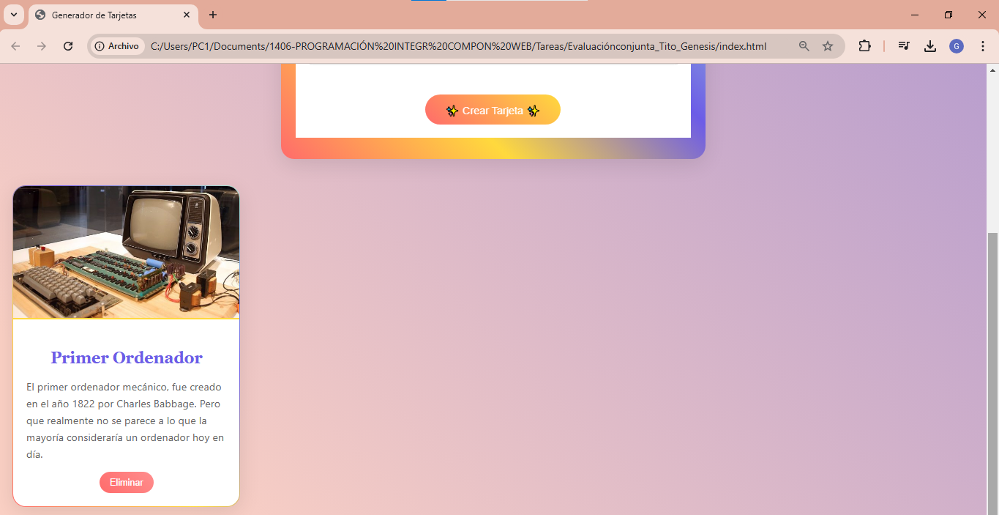 Generador de Tarjetas
Archivo
C:/Users/PC1/Documents/1406-PROGRAMACIÓN%20INTEGR%20COMPON%20WEB/Tareas/Evaluaciónconjunta_Tito_Genesis/index.html
G
✨ Crear Tarjeta ✨
Primer Ordenador
El primer ordenador mecánico, fue creado
en el año 1822 por Charles Babbage. Pero
que realmente no se parece a lo que la
mayoría consideraría un ordenador hoy en
día.
Eliminar